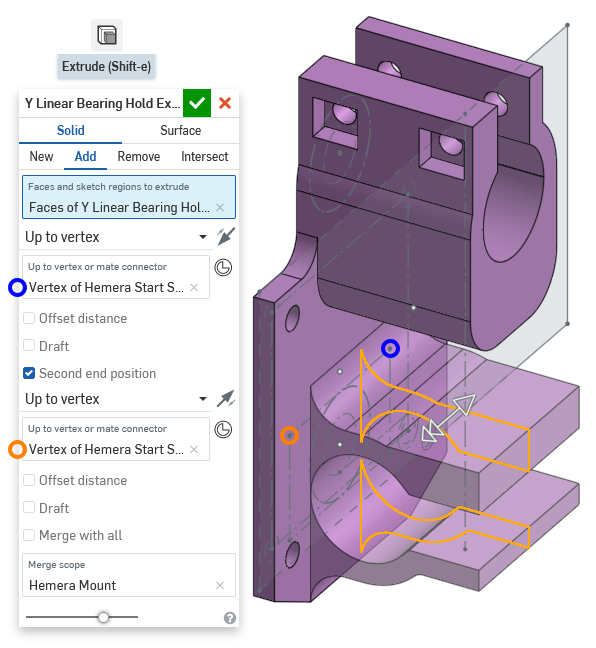 Extrude (Shift-e)
Y Linear Bearing Hold Ex...
Solid Surface
New Add Remove Intersect
Faces and sketch regions to extrude
Faces of Y Linear Bearing Hol...
Up to vertex
Up to vertex or mate connector
Vertex of Hemera Start S...
Offset distance
Draft
Second end position
Up to vertex
Up to vertex or mate connector
Vertex of Hemera Start S...
Offset distance
Draft
Merge with all
Merge scope
Hemera Mount